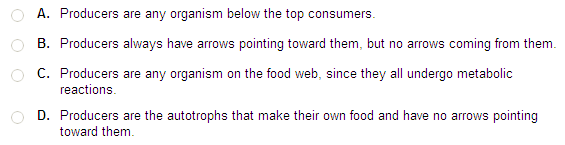 A. Producers are any organism below the top consumers.
B. Producers always have arrows pointing toward them, but no arrows coming from them.
C. Producers are any organism on the food web, since they all undergo metabolic
reactions.
D. Producers are the autotrophs that make their own food and have no arrows pointing
toward them.